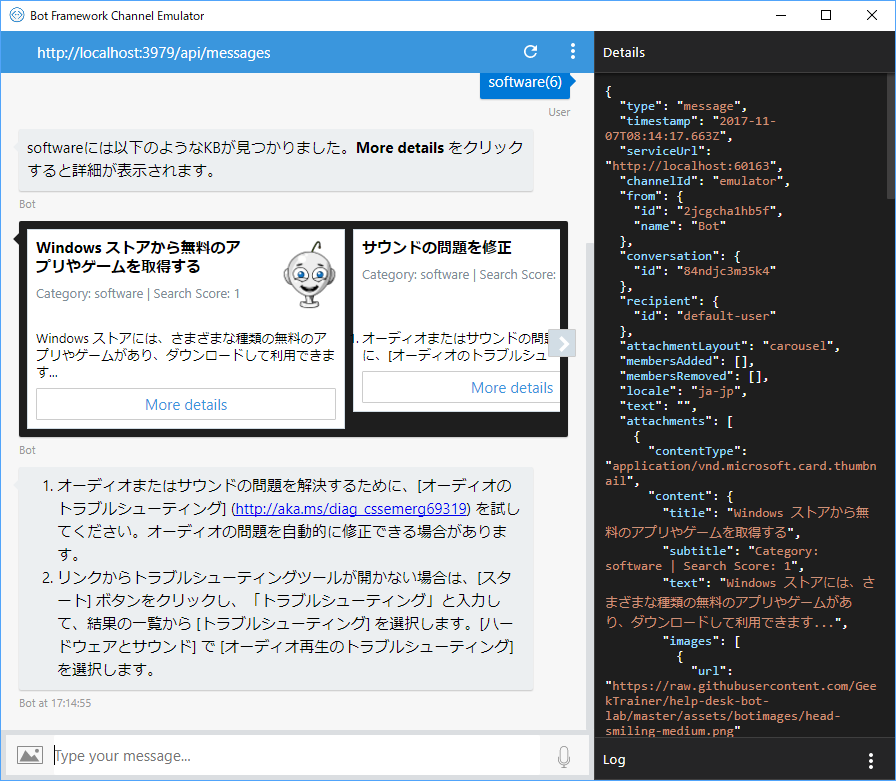 Bot Framework Channel Emulator
http://localhost:3979/api/messages
software(6)
User
softwareには以下のようなKBが見つかりました。More details をクリック
すると詳細が表示されます。
Bot
Windows ストアから無料のア
プリやゲームを取得する
Category: software | Search Score: 1
Windows ストアには、さまざまな種類の無料のア
プリやゲームがあり、ダウンロードして利用できま
す...
More details
サウンドの問題を修正
Category: software | Search Score:
1. オーディオまたはサウンドの問
に、[オーディオのトラブルシュ
More details
Bot
1. オーディオまたはサウンドの問題を解決するために、[オーディオの
トラブルシューティング] (http://aka.ms/diag_cssemerg69319) を試し
てください。オーディオの問題を自動的に修正できる場合がありま
す。
2. リンクからトラブルシューティングツールが開かない場合は、[スタ
ート] ボタンをクリックし、「トラブルシューティング」と入力し
て、結果の一覧から [トラブルシューティング] を選択します。[ハー
ドウェアとサウンド] で [オーディオ再生のトラブルシューティング]
を選択します。
Bot at 17:14:55
Type your message...
Details
{
"type": "message",
"timestamp": "2017-11-
07T08:14:17.663Z",
"serviceUrl":
"http://localhost:60163",
"channelId": "emulator",
"from": {
"id": "2jcgcha1hb5f",
"name": "Bot"
},
"conversation": {
"id": "84ndjc3m35k4"
},
"recipient": {
"id": "default-user"
},
"attachmentLayout": "carousel",
"membersAdded": [],
"membersRemoved": [],
"locale": "ja-jp",
"text": "",
"attachments": [
{
"contentType":
"application/vnd.microsoft.card.thumbn
ail",
"content": {
"title": "Windows ストアから無
料のアプリやゲームを取得する",
"subtitle": "Category:
software | Search Score: 1",
"text": "Windows ストアには、さ
まざまな種類の無料のアプリやゲームがあ
り、ダウンロードして利用できます...",
"images": [
{
"url":
"https://raw.githubusercontent.com/Gee
kTrainer/help-desk-bot-
lab/master/assets/botimages/head-
smiling-medium.png"
Log